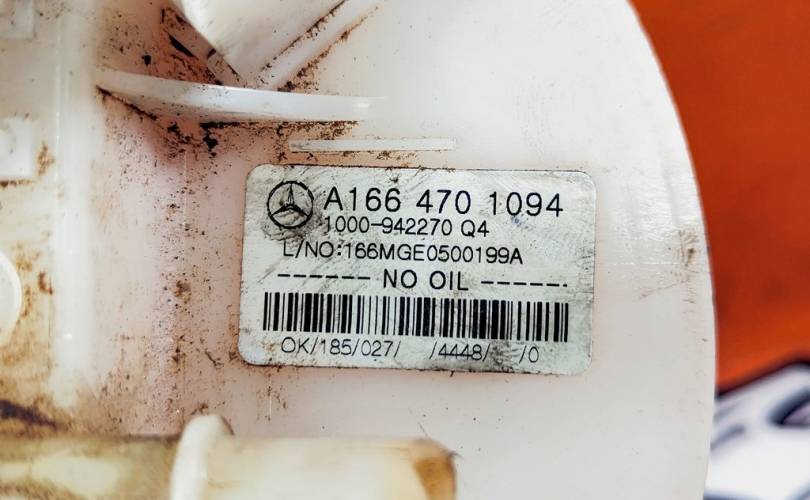 A166 470 1094
1000-942270 Q4
L/NO:166MGE0500199A
------ NO OIL ------
OK/185/027/ /4448/ /0